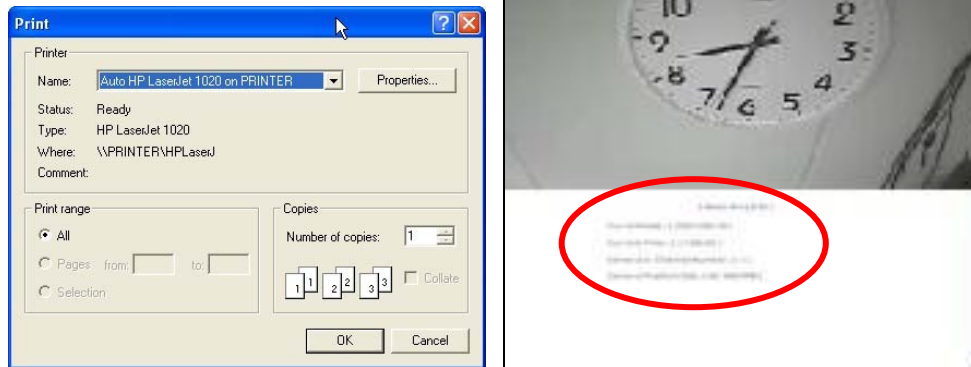 Print
Printer
Name: Auto HP LaserJet 1020 on PRINTER Properties...
Status: Ready
Type: HP LaserJet 1020
Where: \\PRINTER\HPLaserJ
Comment:
Print range
All
Pages from: to:
Selection
Copies
Number of copies: 1
1 1 2 2 3 3
Collate
OK Cancel
10 2
9 3
8 4
7 6 5